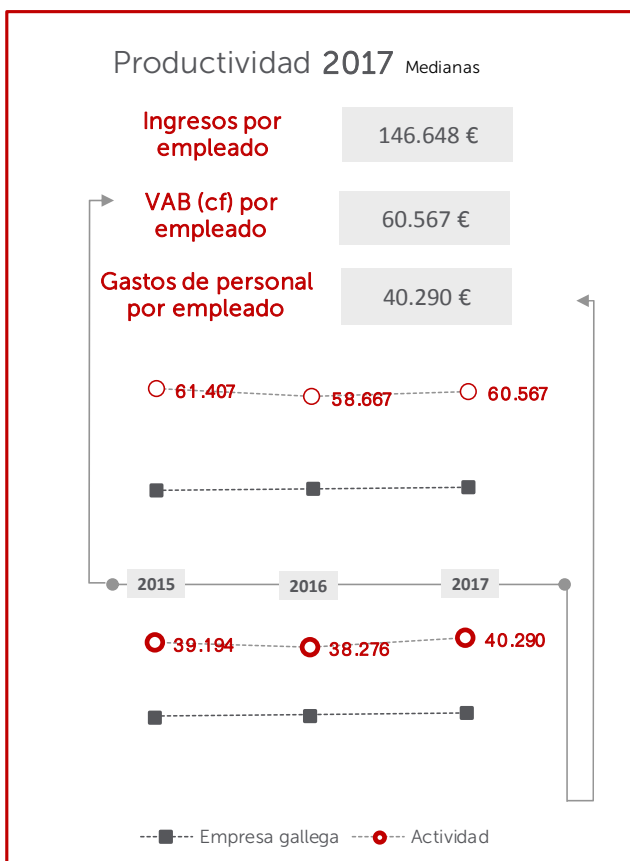 Productividad 2017 Medianas
Ingresos por
empleado
146.648 €
VAB (cf) por
empleado
60.567 €
Gastos de personal
por empleado
40.290 €
61.407
58.667
60.567
2015
2016
2017
39.194
38.276
40.290
Empresa gallega
Actividad